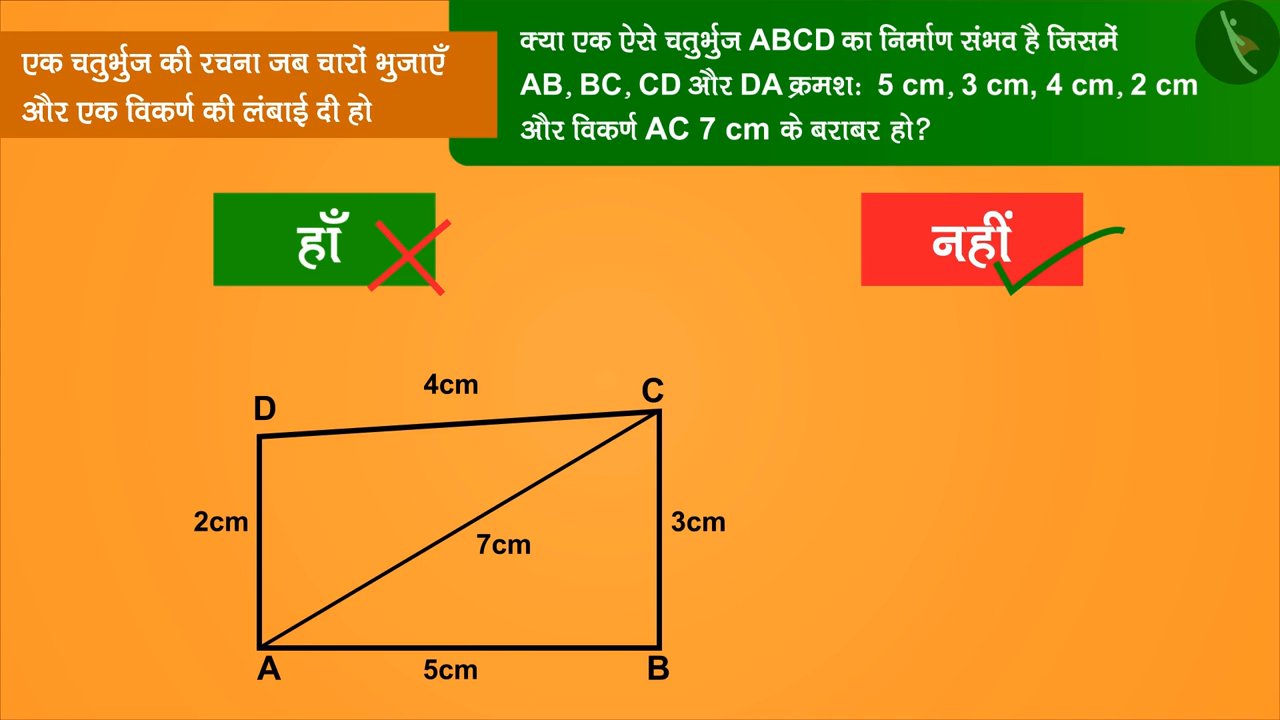 एक चतुर्भुज की रचना जब चारों भुजाएँ
और एक विकर्ण की लंबाई दी हो
क्या एक ऐसे चतुर्भुज ABCD का निर्माण संभव है जिसमें
AB, BC, CD और DA क्रमशः 5 cm, 3 cm, 4 cm, 2 cm
और विकर्ण AC 7 cm के बराबर हो?
हाँ
नहीं
4cm
D
C
2cm
3cm
7cm
A
5cm
B